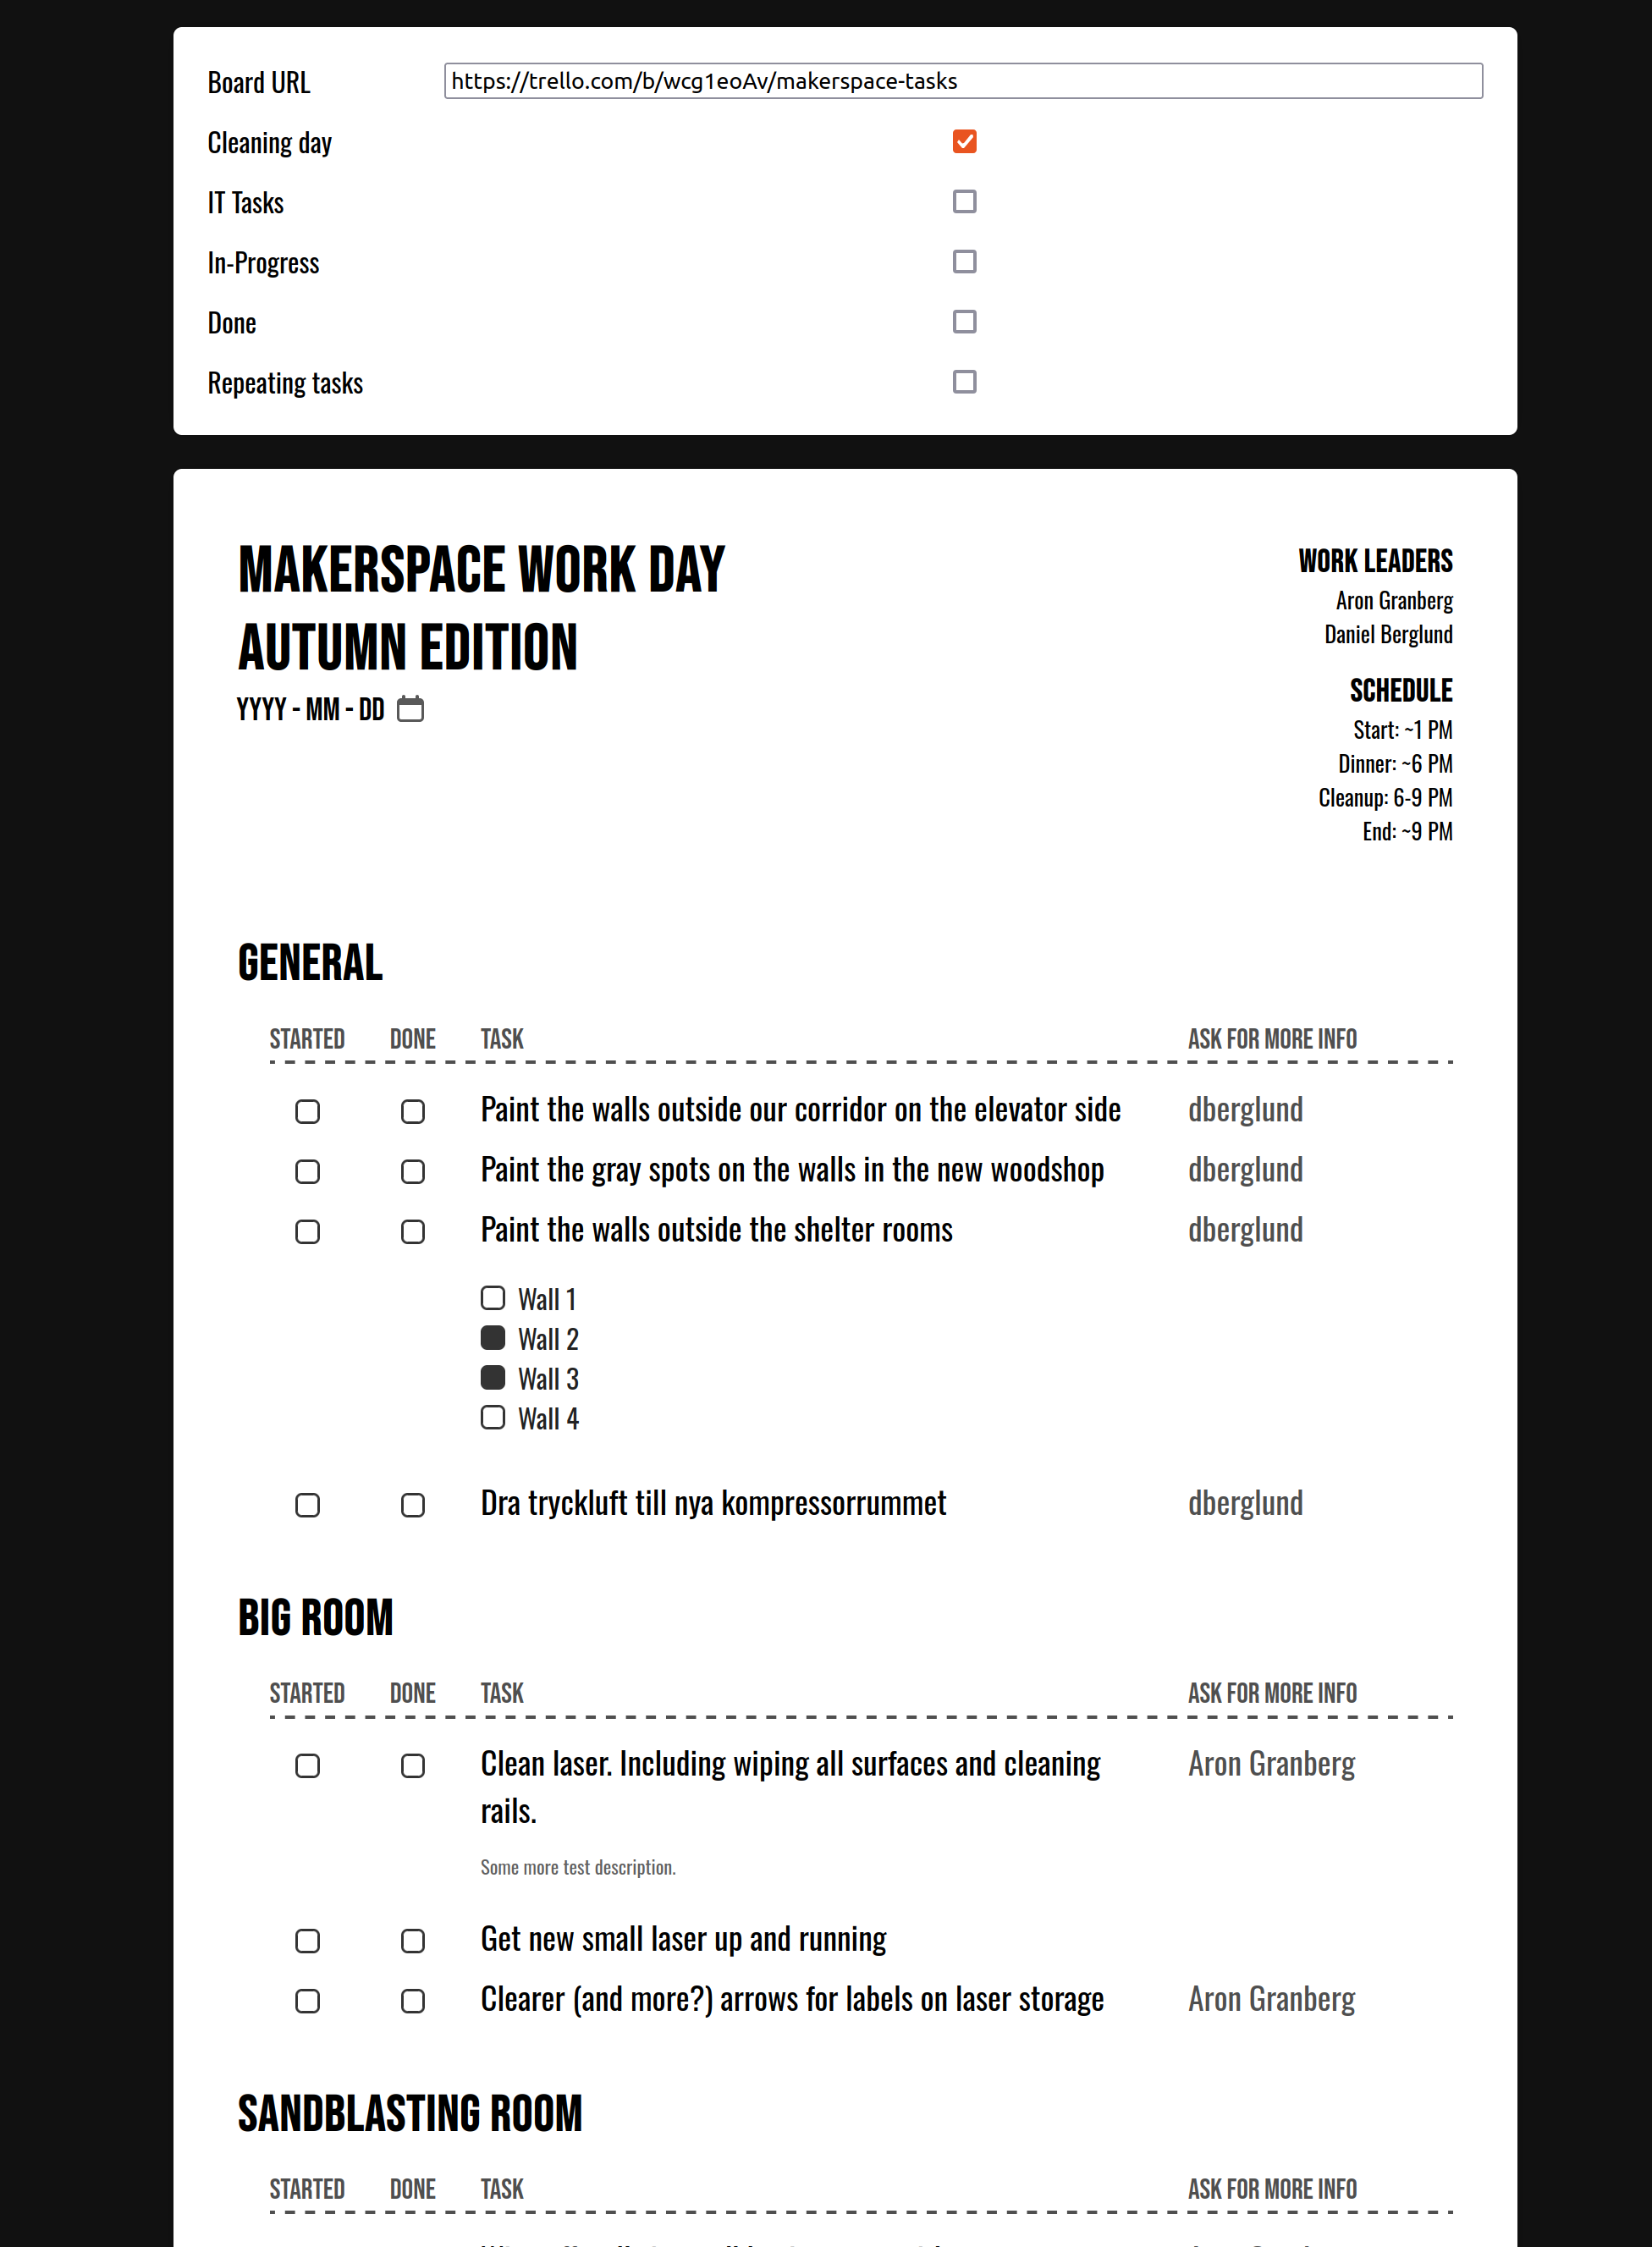 Board URL https://trello.com/b/wcg1eoAv/makerspace-tasks
Cleaning day
IT Tasks
In-Progress
Done
Repeating tasks
MAKERSPACE WORK DAY
AUTUMN EDITION
YYYY - MM - DD
WORK LEADERS
Aron Granberg
Daniel Berglund
SCHEDULE
Start: ~1 PM
Dinner: ~6 PM
Cleanup: 6-9 PM
End: ~9 PM
GENERAL
STARTED DONE TASK ASK FOR MORE INFO
Paint the walls outside our corridor on the elevator side dberglund
Paint the gray spots on the walls in the new woodshop dberglund
Paint the walls outside the shelter rooms dberglund
Wall 1
Wall 2
Wall 3
Wall 4
Dra tryckluft till nya kompressorrummet dberglund
BIG ROOM
STARTED DONE TASK ASK FOR MORE INFO
Clean laser. Including wiping all surfaces and cleaning Aron Granberg
rails.
Some more test description.
Get new small laser up and running
Clearer (and more?) arrows for labels on laser storage Aron Granberg
SANDBLASTING ROOM
STARTED DONE TASK ASK FOR MORE INFO